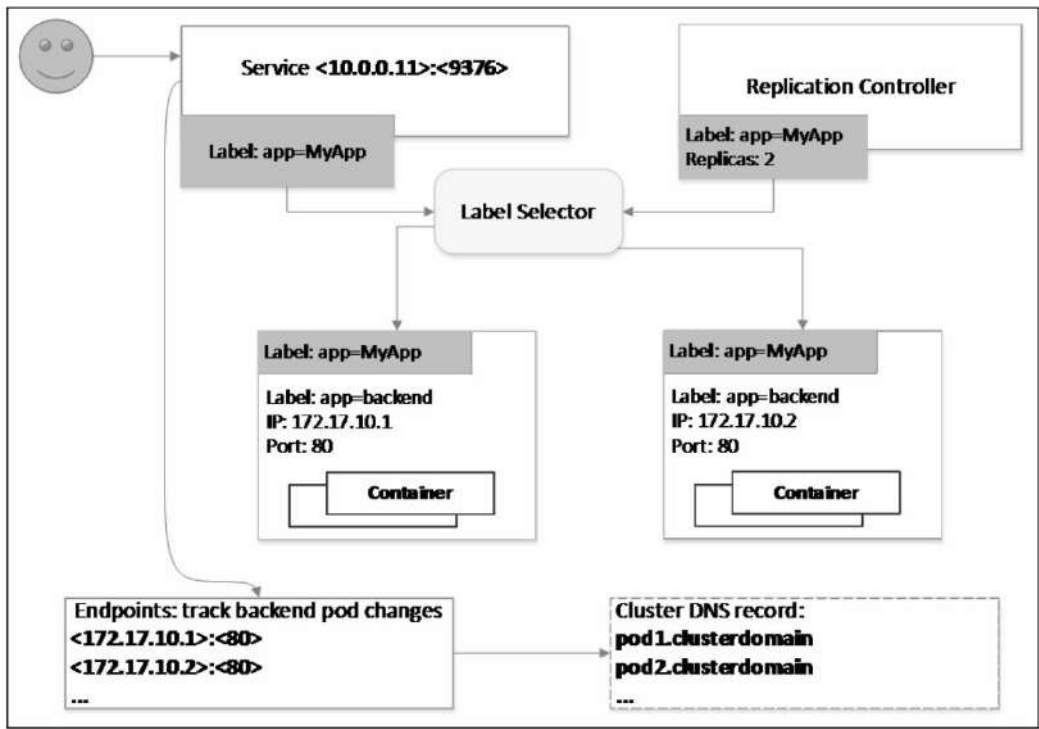 Service <10.0.0.11>:<9376>
Label: app=MyApp
Replication Controller
Label: app=MyApp
Replicas: 2
Label Selector
Label: app=MyApp
Label: app=backend
IP: 172.17.10.1
Port: 80
Container
Label: app=MyApp
Label: app=backend
IP: 172.17.10.2
Port: 80
Container
Endpoints: track backend pod changes
<172.17.10.1>:<80>
<172.17.10.2>:<80>
...
Cluster DNS record:
pod1.clusterdomain
pod2.clusterdomain
...